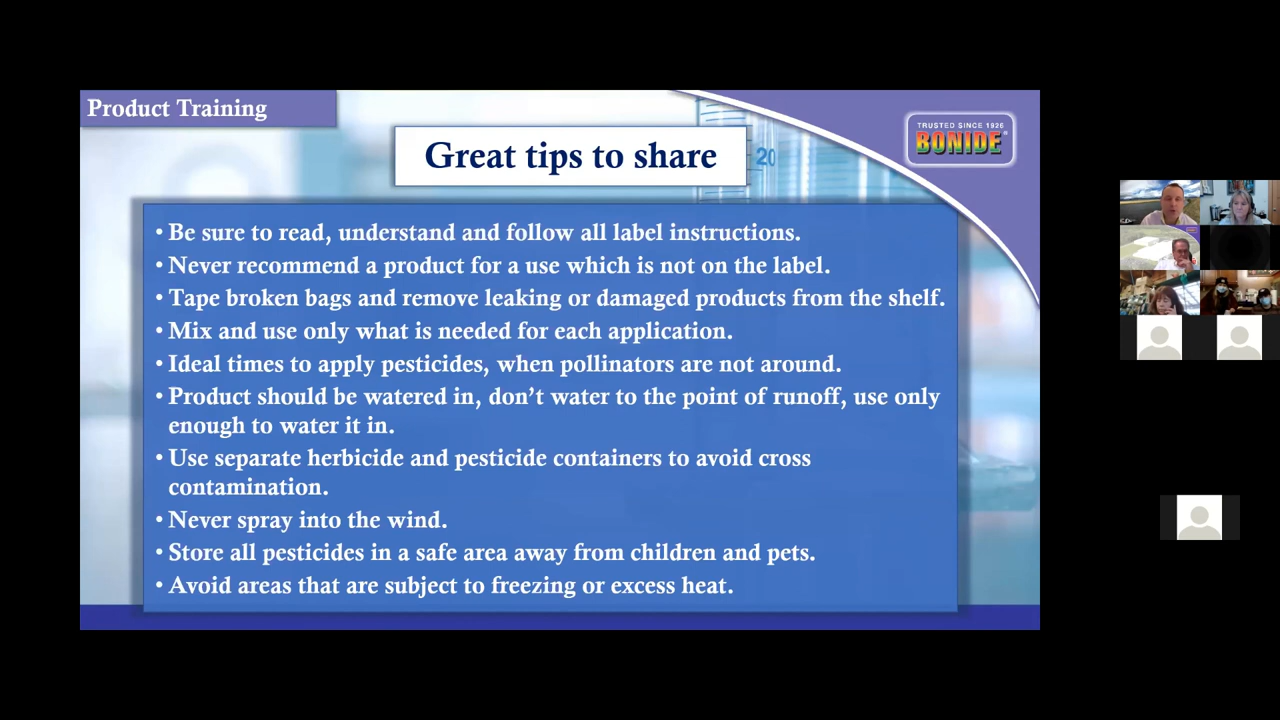 Product Training
TRUSTED SINCE 1926
BONIDE
Great tips to share
20
• Be sure to read, understand and follow all label instructions.
• Never recommend a product for a use which is not on the label.
• Tape broken bags and remove leaking or damaged products from the shelf.
• Mix and use only what is needed for each application.
• Ideal times to apply pesticides, when pollinators are not around.
• Product should be watered in, don’t water to the point of runoff, use only
enough to water it in.
• Use separate herbicide and pesticide containers to avoid cross
contamination.
• Never spray into the wind.
• Store all pesticides in a safe area away from children and pets.
• Avoid areas that are subject to freezing or excess heat.